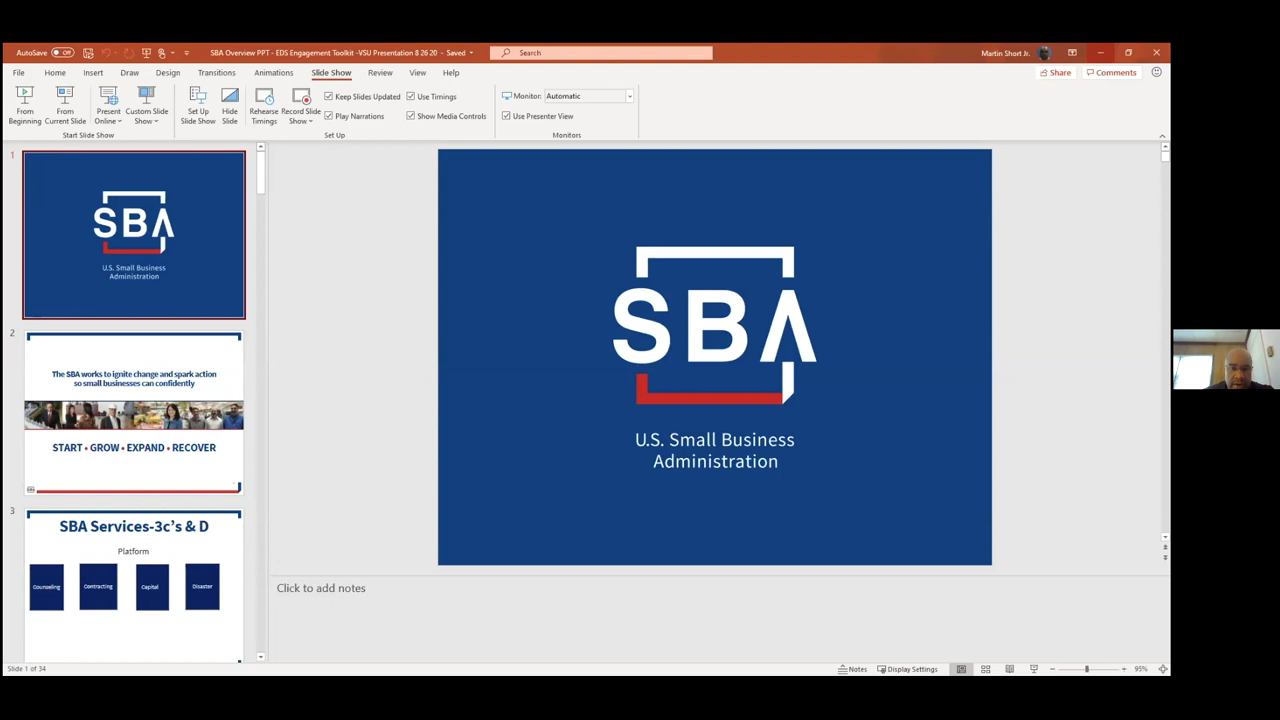 AutoSave Off
SBA Overview PPT - EDS Engagement Toolkit -VSU Presentation 8 26 20 - Saved
Search
Martin Short Jr.
File Home Insert Draw Design Transitions Animations Slide Show Review View Help
Share Comments
From Beginning
From Current Slide
Present Online
Custom Slide Show
Set Up Slide Show
Hide Slide
Rehearse Timings
Record Slide Show
Keep Slides Updated
Use Timings
Play Narrations
Show Media Controls
Monitor: Automatic
Use Presenter View
Start Slide Show
Set Up
Monitors
1
SBA
U.S. Small Business
Administration
2
The SBA works to ignite change and spark action
so small businesses can confidently
START • GROW • EXPAND • RECOVER
3
SBA Services-3c's & D
Platform
Counseling Contracting Capital Disaster
SBA
U.S. Small Business
Administration
Click to add notes
Slide 1 of 34
Notes Display Settings
95%